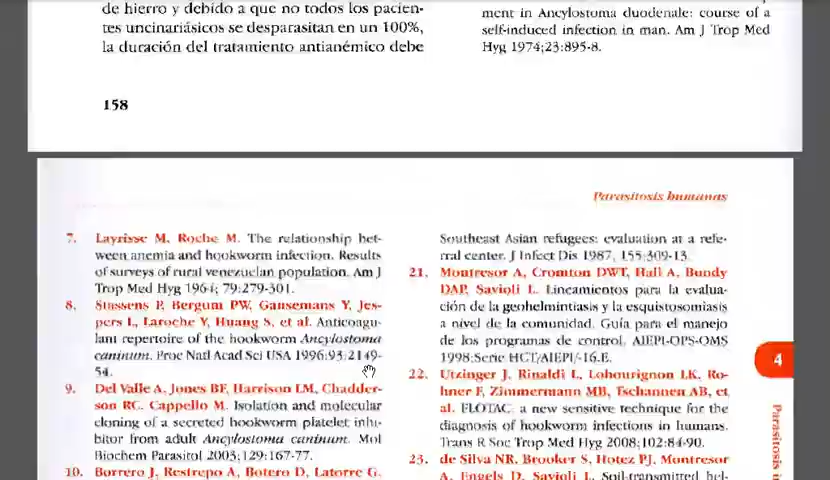 de hierro y debido a que no todos los pacien-
tes uncinariásicos se desparasitan en un 100%,
la duración del tratamiento antianémico debe
158
ment in Ancylostoma duodenale: course of a
self-induced infection in man. Am J Trop Med
Hyg 1974;23:895-8.
Parasitosis humanas
7. Layrisse M, Roche M. The relationship bet-
ween anemia and hookworm infection. Results
of surveys of rural venezuelan population. Am J
Trop Med Hyg 1964; 79:279-301.
8. Stassens P, Bergum PW, Gansemans Y, Jes-
pers L, Laroche Y, Huang S, et al. Anticoagu-
lant repertoire of the hookworm Ancylostoma
caninum. Proc Natl Acad Sci USA 1996;93:2149-
54.
9. Del Valle A, Jones BF, Harrison LM, Chadder-
son RC, Cappello M. Isolation and molecular
cloning of a secreted hookworm platelet inhi-
bitor from adult Ancylostoma caninum. Mol
Biochem Parasitol 2003;129:167-77.
10. Borrero J, Restrepo A, Botero D, Latorre G.
Southeast Asian refugees: evaluation at a refe-
rral center. J Infect Dis 1987, 155:309-13.
21. Montresor A, Cromton DWT, Hall A, Bundy
DAP, Savioli L. Lineamientos para la evalua-
ción de la geohelmintiasis y la esquistosomiasis
a nivel de la comunidad. Guía para el manejo
de los programas de control. AIEPI-OPS-OMS
1998;Serie HCT/AIEPI/-16.E.
22. Utzinger J, Rinaldi L, Lohourignon LK, Ro-
hner F, Zimmermann MB, Tschannen AB, et
al. FLOTAC: a new sensitive technique for the
diagnosis of hookworm infections in humans.
Trans R Soc Trop Med Hyg 2008;102:84-90.
23. de Silva NR, Brooker S, Hotez PJ, Montresor
A, Engels D, Savioli L. Soil-transmitted hel-
4
Parasitosis